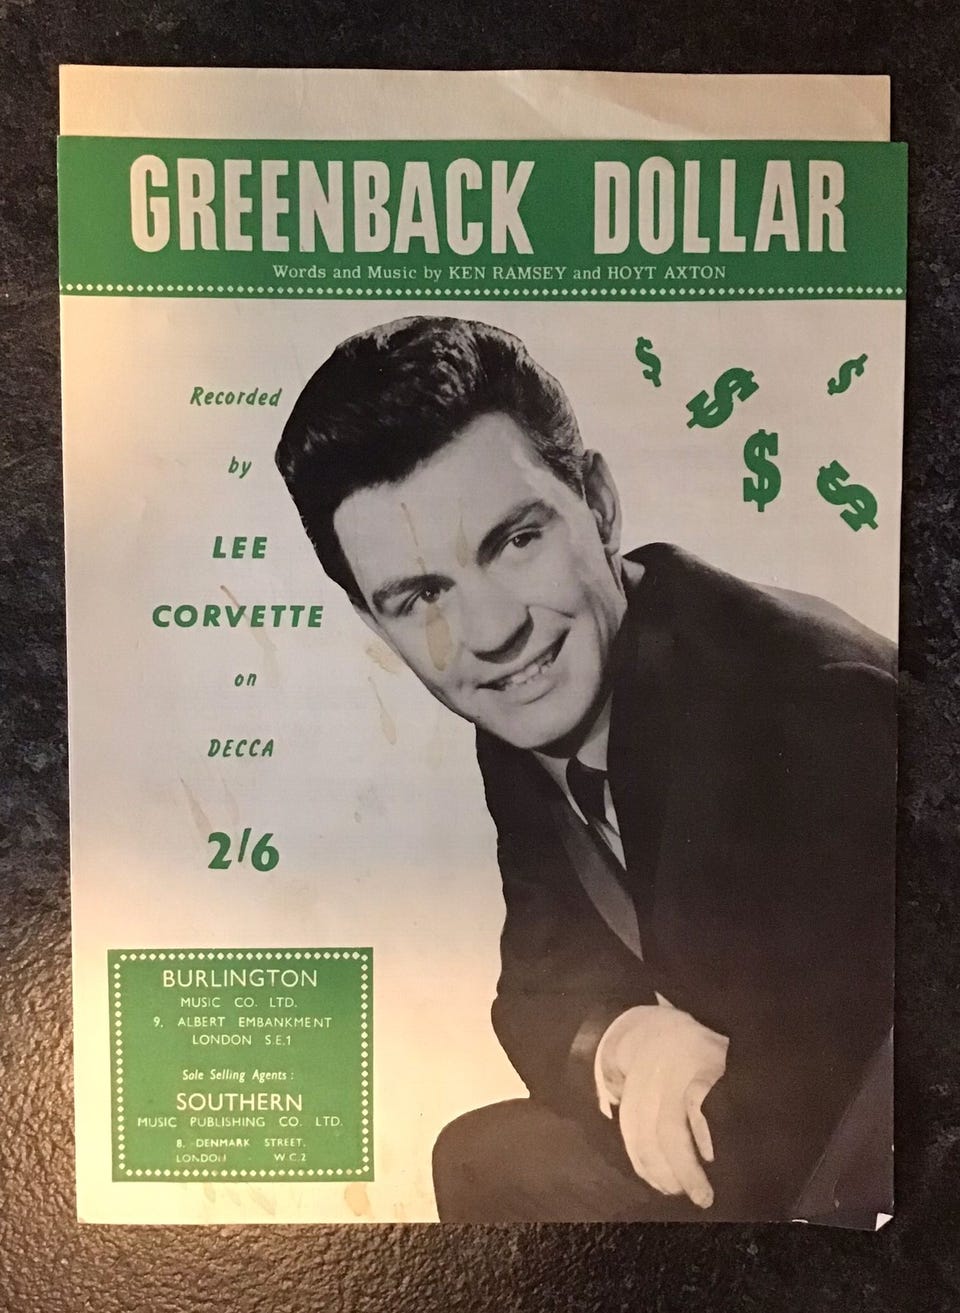 GREENBACK DOLLAR
Words and Music by KEN RAMSEY and HOYT AXTON
Recorded
by
LEE
CORVETTE
on
DECCA
2/6
$ $ $ $ $
BURLINGTON
MUSIC CO. LTD.
9, ALBERT EMBANKMENT
LONDON S.E.1
Sole Selling Agents:
SOUTHERN
MUSIC PUBLISHING CO. LTD.
8, DENMARK STREET,
LONDON W.C.2